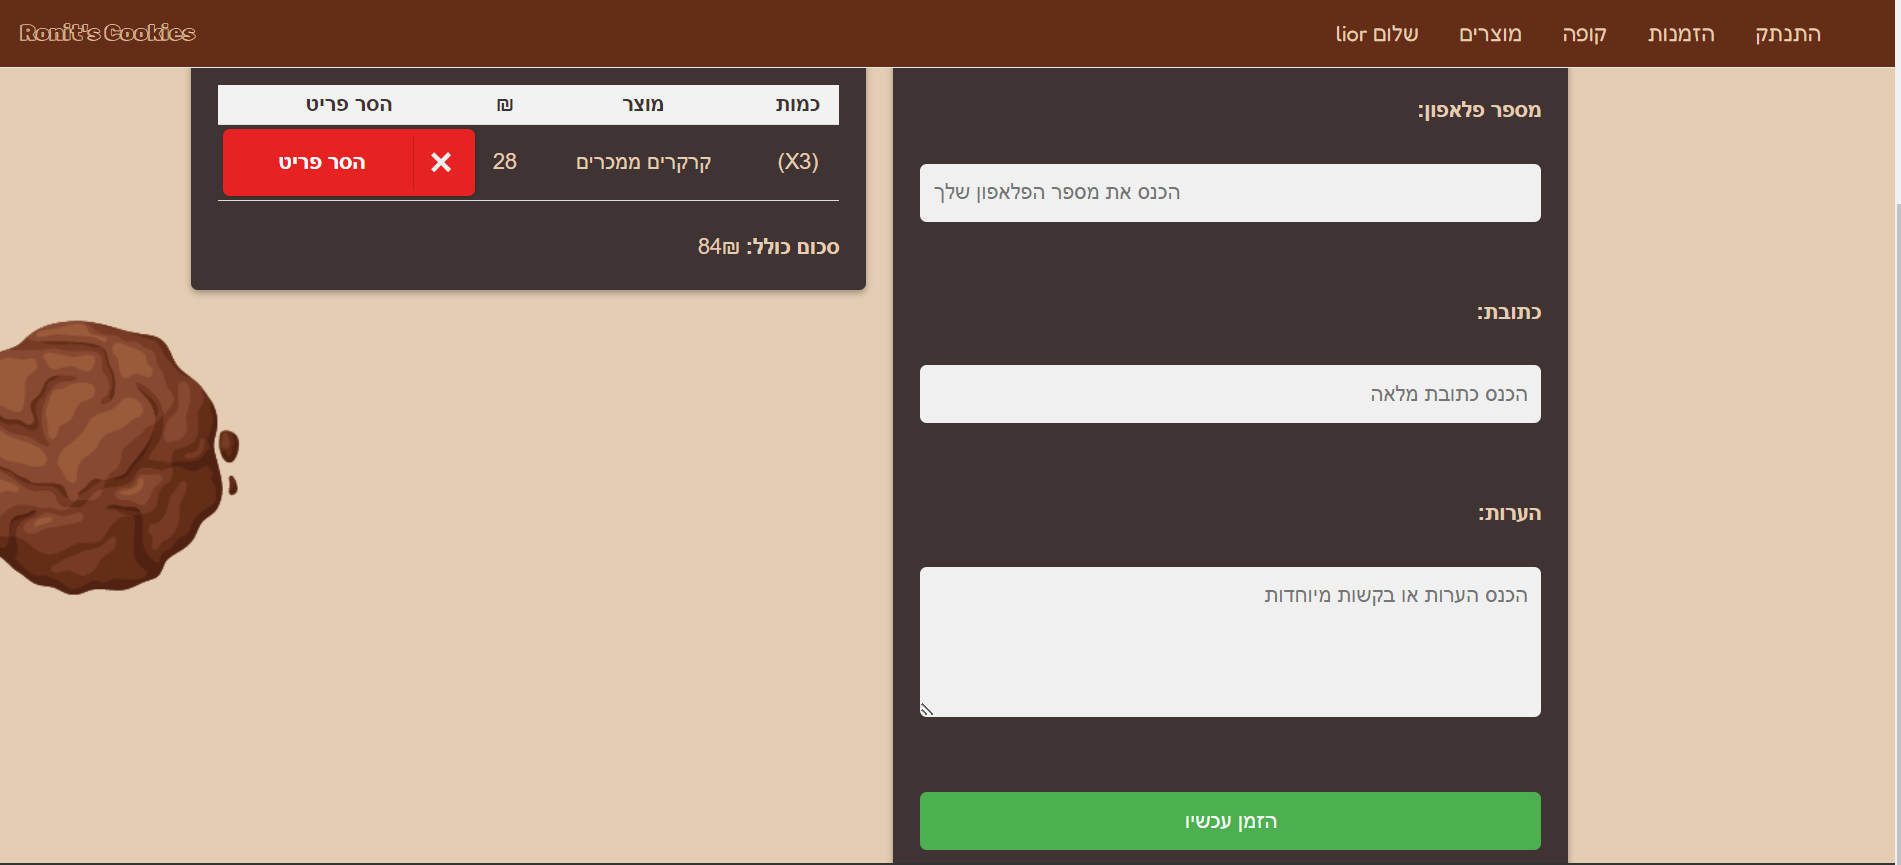 התנתק
הזמנות
קופה
מוצרים
שלום lior
Ronit's Cookies
מספר פלאפון:
הכנס את מספר הפלאפון שלך
כתובת:
הכנס כתובת מלאה
הערות:
הכנס הערות או בקשות מיוחדות
הזמן עכשיו
כמות מוצר ₪ הסר פריט
(X3) קרקרים ממכרים 28 הסר פריט
סכום כולל: ₪84